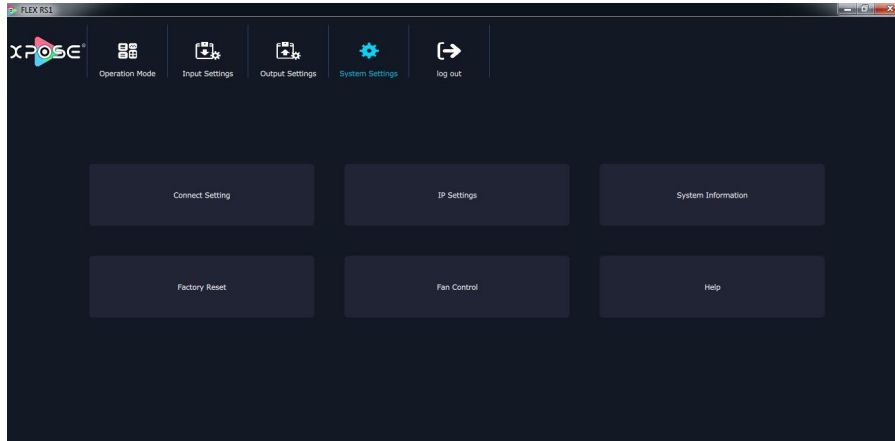 FLEX RS1
XPOSE®
Operation Mode
Input Settings
Output Settings
System Settings
log out
Connect Setting
IP Settings
System Information
Factory Reset
Fan Control
Help